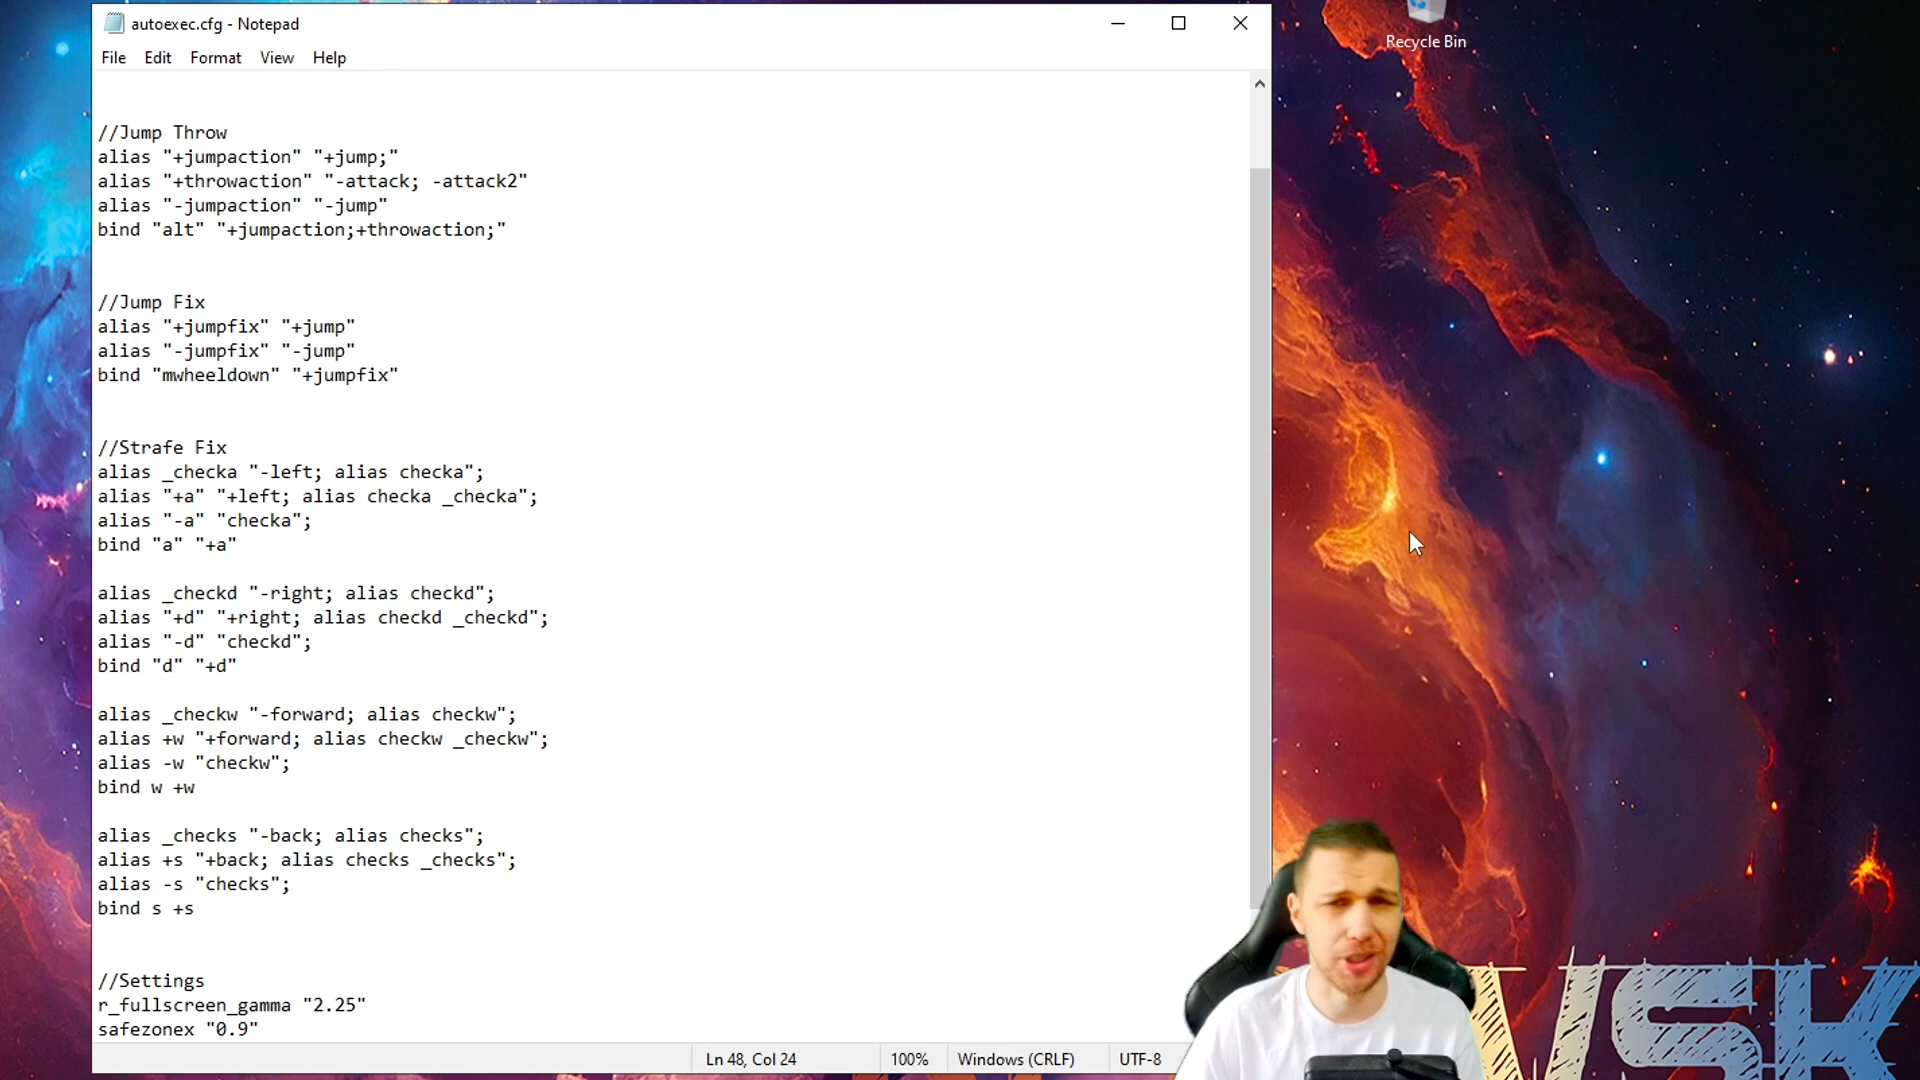 autoexec.cfg - Notepad
File Edit Format View Help
Recycle Bin
//Jump Throw
alias "+jumpaction" "+jump;"
alias "+throwaction" "-attack; -attack2"
alias "-jumpaction" "-jump"
bind "alt" "+jumpaction;+throwaction;"
//Jump Fix
alias "+jumpfix" "+jump"
alias "-jumpfix" "-jump"
bind "mwheeldown" "+jumpfix"
//Strafe Fix
alias _checka "-left; alias checka";
alias "+a" "+left; alias checka _checka";
alias "-a" "checka";
bind "a" "+a"
alias _checkd "-right; alias checkd";
alias "+d" "+right; alias checkd _checkd";
alias "-d" "checkd";
bind "d" "+d"
alias _checkw "-forward; alias checkw";
alias +w "+forward; alias checkw _checkw";
alias -w "checkw";
bind w +w
alias _checks "-back; alias checks";
alias +s "+back; alias checks _checks";
alias -s "checks";
bind s +s
//Settings
r_fullscreen_gamma "2.25"
safezonex "0.9"
Ln 48, Col 24 100% Windows (CRLF) UTF-8
VSK